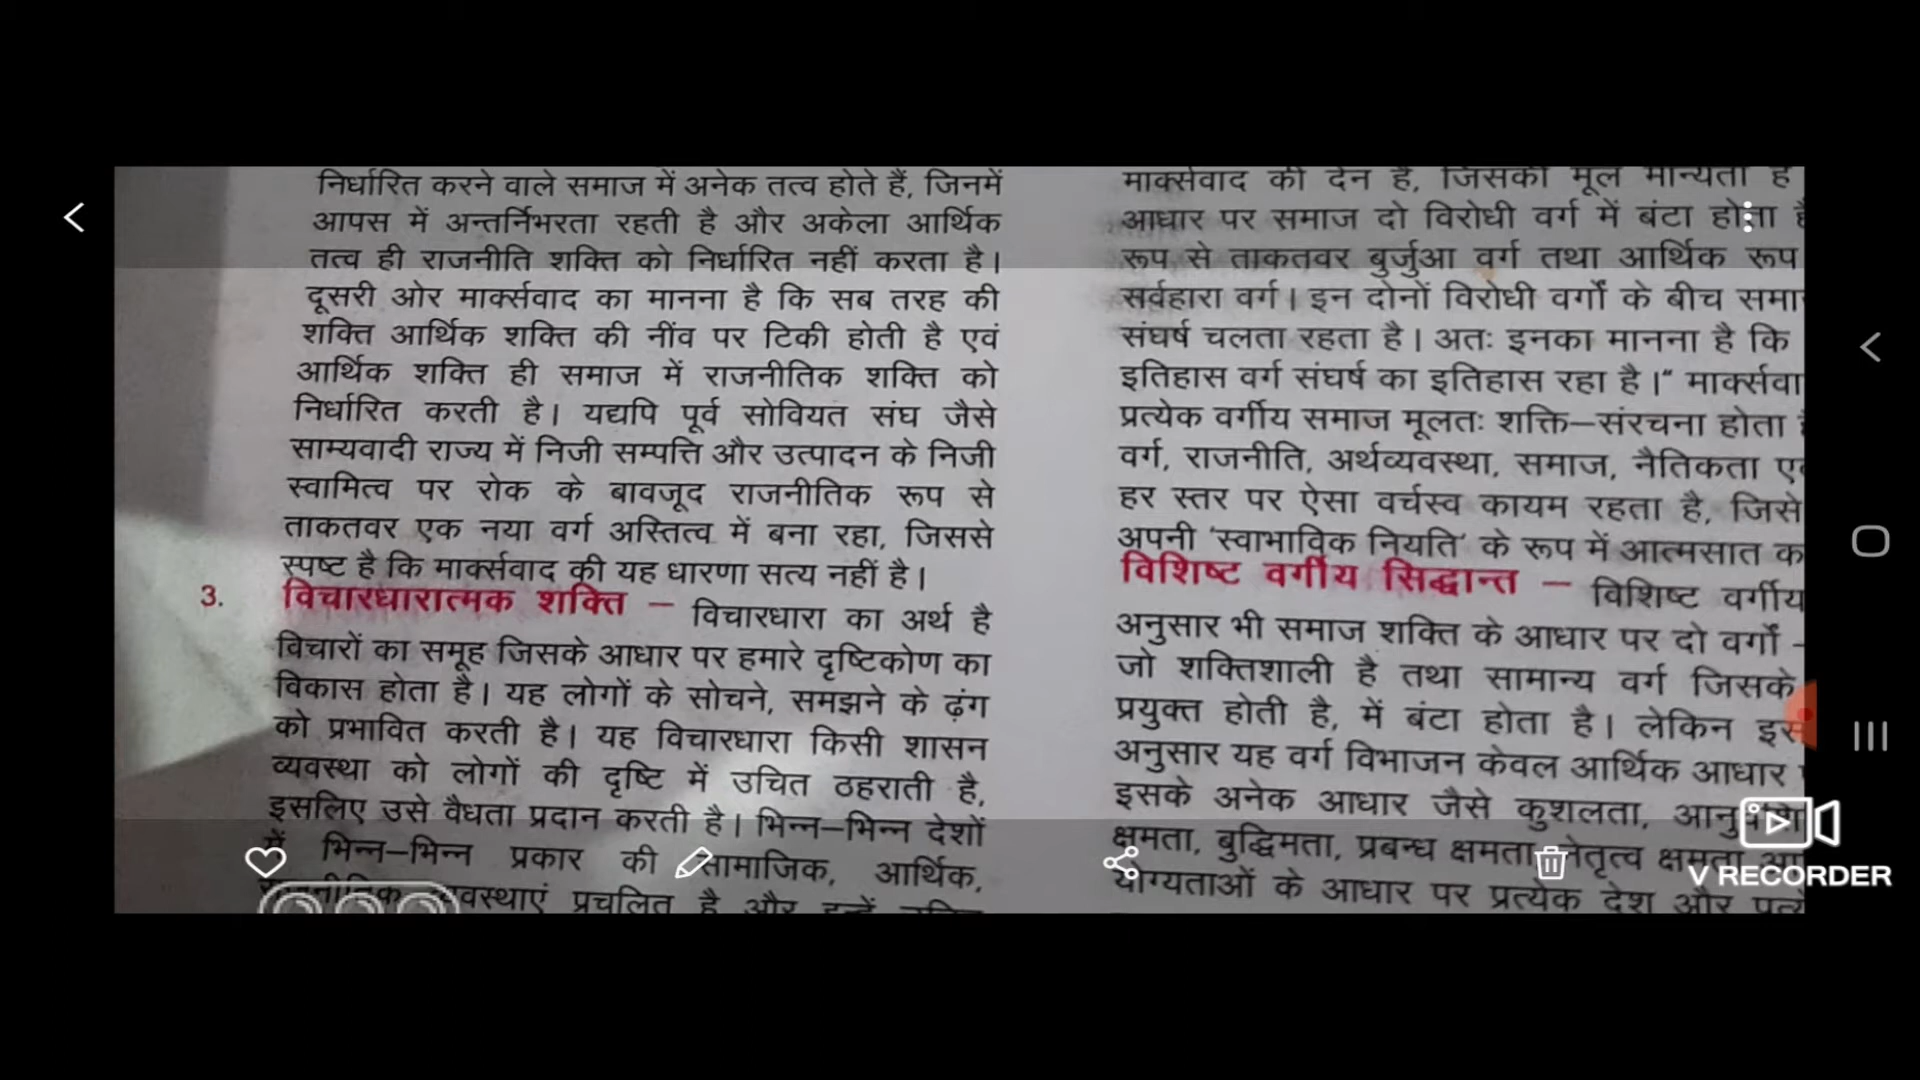 निर्धारित करने वाले समाज में अनेक तत्व होते हैं, जिनमें
आपस में अन्तर्निभरता रहती है और अकेला आर्थिक
तत्व ही राजनीति शक्ति को निर्धारित नहीं करता है।
दूसरी ओर मार्क्सवाद का मानना है कि सब तरह की
शक्ति आर्थिक शक्ति की नींव पर टिकी होती है एवं
आर्थिक शक्ति ही समाज में राजनीतिक शक्ति को
निर्धारित करती है। यद्यपि पूर्व सोवियत संघ जैसे
साम्यवादी राज्य में निजी सम्पत्ति और उत्पादन के निजी
स्वामित्व पर रोक के बावजूद राजनीतिक रूप से
ताकतवर एक नया वर्ग अस्तित्व में बना रहा, जिससे
स्पष्ट है कि मार्क्सवाद की यह धारणा सत्य नहीं है।
3. विचारधारात्मक शक्ति – विचारधारा का अर्थ है
विचारों का समूह जिसके आधार पर हमारे दृष्टिकोण का
विकास होता है। यह लोगों के सोचने, समझने के ढ़ंग
को प्रभावित करती है। यह विचारधारा किसी शासन
व्यवस्था को लोगों की दृष्टि में उचित ठहराती है,
इसलिए उसे वैधता प्रदान करती है। भिन्न–भिन्न देशों
में भिन्न–भिन्न प्रकार की सामाजिक, आर्थिक,
व्यवस्थाएं प्रचलित है और इन्हें
मार्क्सवाद की देन है, जिसकी मूल मान्यता है
आधार पर समाज दो विरोधी वर्ग में बंटा होता
रूप से ताकतवर बुर्जुआ वर्ग तथा आर्थिक रूप
सर्वहारा वर्ग। इन दोनों विरोधी वर्गों के बीच
संघर्ष चलता रहता है। अतः इनका मानना है कि
इतिहास वर्ग संघर्ष का इतिहास रहा है।"
प्रत्येक वर्गीय समाज मूलतः शक्ति–संरचना होता
वर्ग, राजनीति, अर्थव्यवस्था, समाज, नैतिकता
हर स्तर पर ऐसा वर्चस्व कायम रहता है, जिसे
अपनी 'स्वाभाविक नियति' के रूप में आत्मसात
विशिष्ट वर्गीय सिद्धान्त – विशिष्ट वर्गीय
अनुसार भी समाज शक्ति के आधार पर दो वर्गों –
जो शक्तिशाली है तथा सामान्य वर्ग जिसके
प्रयुक्त होती है, में बंटा होता है। लेकिन
अनुसार यह वर्ग विभाजन केवल आर्थिक आधार
इसके अनेक आधार जैसे कुशलता,
क्षमता, बुद्धिमता, प्रबन्ध क्षमता, नेतृत्व क्षमता
योग्यताओं के आधार पर प्रत्येक देश और
V RECORDER